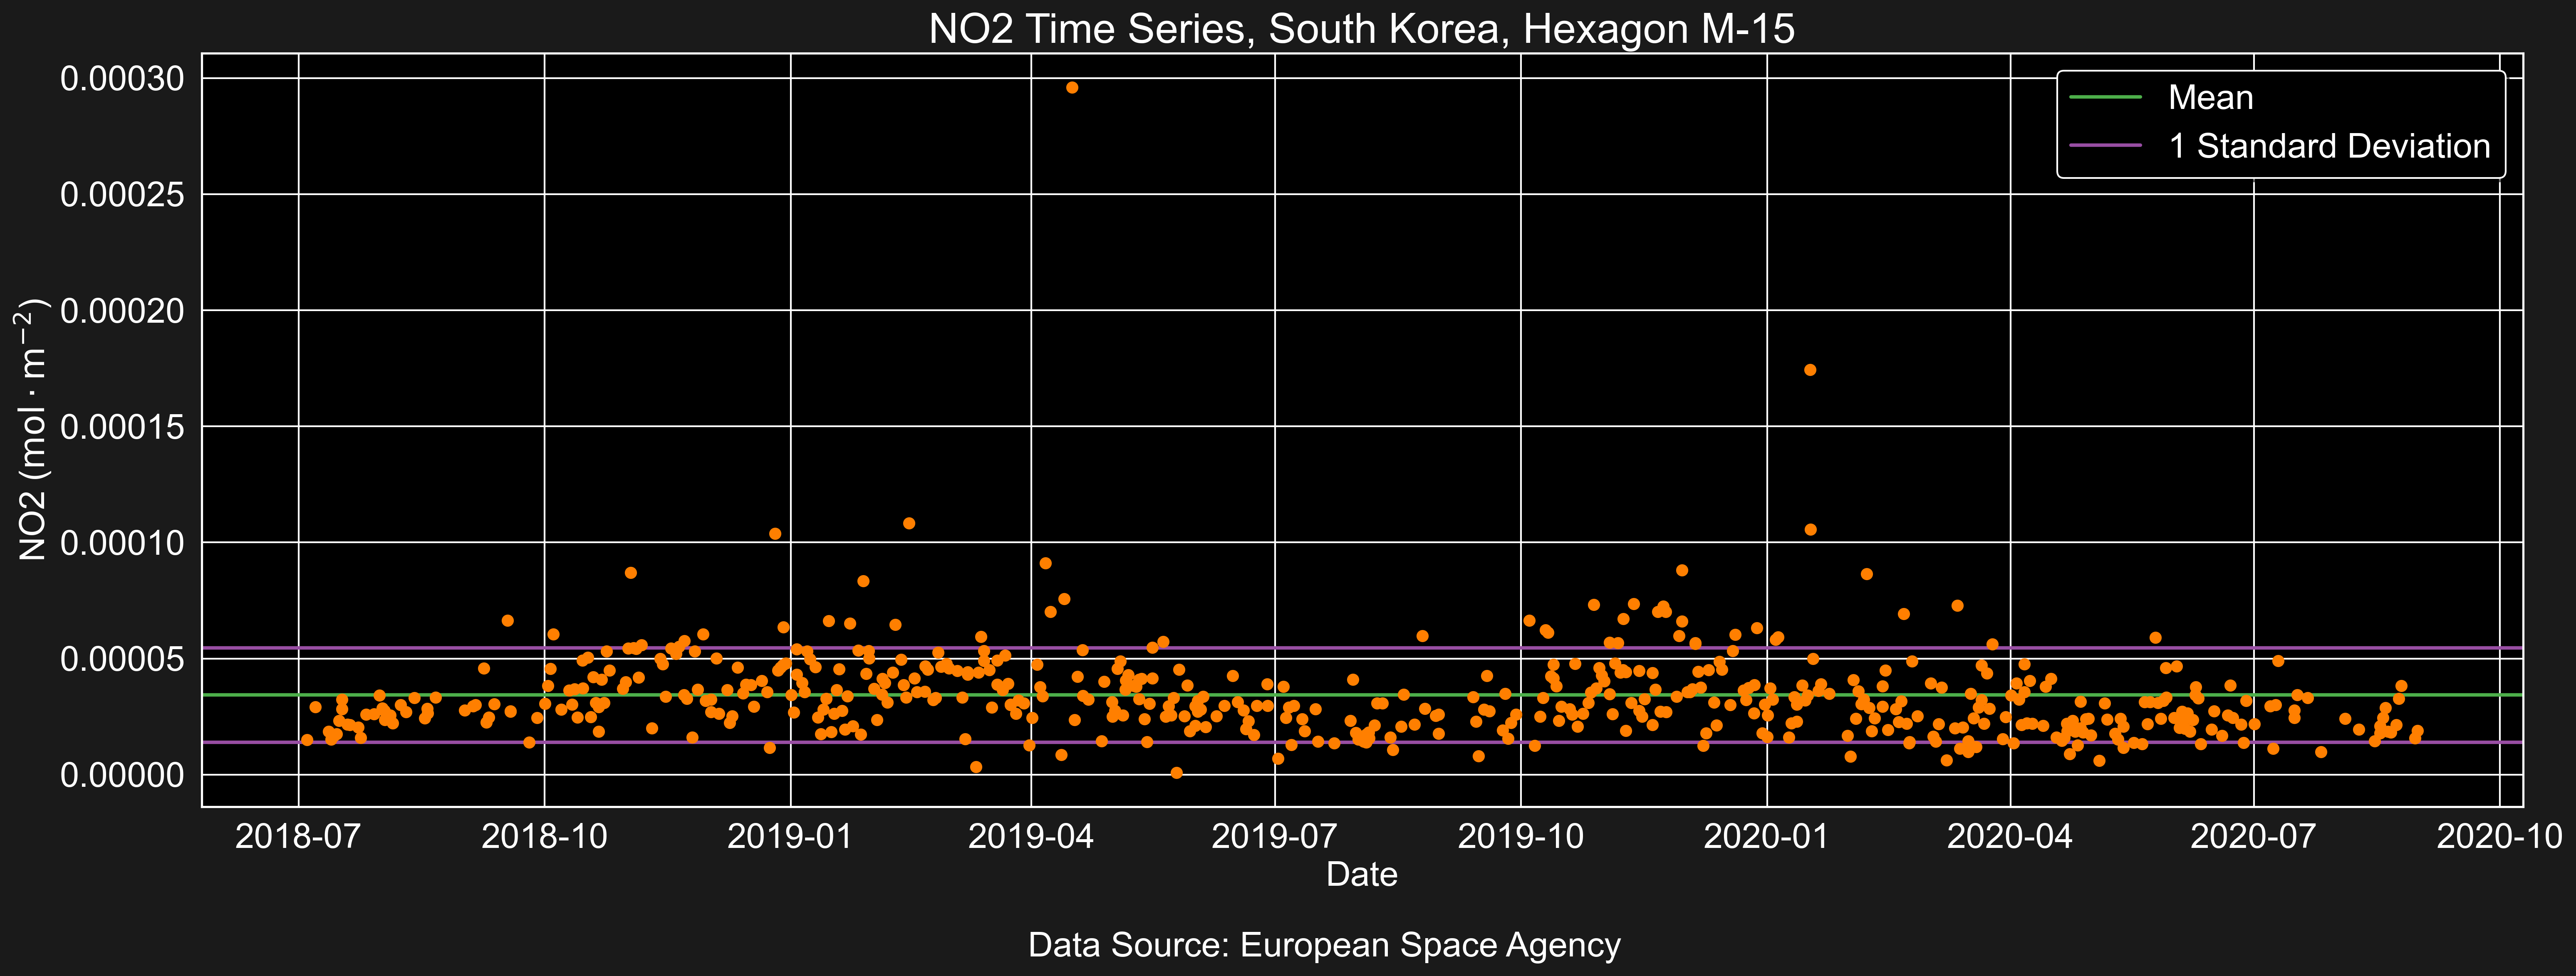 NO2 Time Series, South Korea, Hexagon M-15
Mean
1 Standard Deviation
NO2 (mol · m⁻²)
0.00030
0.00025
0.00020
0.00015
0.00010
0.00005
0.00000
2018-07 2018-10 2019-01 2019-04 2019-07 2019-10 2020-01 2020-04 2020-07 2020-10
Date
Data Source: European Space Agency